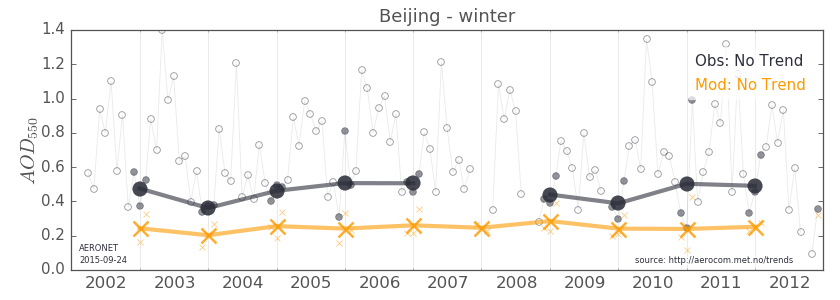 Beijing - winter
1.4
1.2
1.0
0.8
0.6
0.4
0.2
0.0
AOD550
Obs: No Trend
Mod: No Trend
AERONET
2015-09-24
source: http://aerocom.met.no/trends
2002 2003 2004 2005 2006 2007 2008 2009 2010 2011 2012